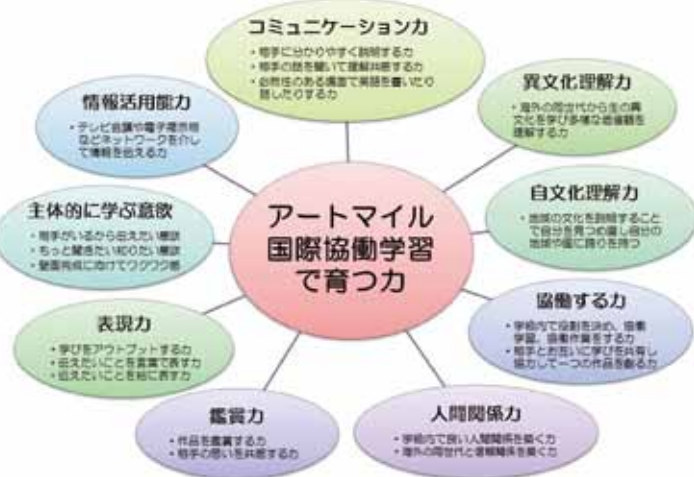 コミュニケーション力
・相手に分かりやすく説明する力
・相手の話を聞いて理解共感する力
・必然性のある場面で英語を書いたり
話したりする力
異文化理解力
・海外の同世代から生の異
文化を学び多様な価値観を
理解する力
自文化理解力
・地域の文化を説明すること
で自分を見つめ直し自分の
地域や国に誇りを持つ
協働する力
・学級内で役割を決め、協働
学習、協働作業をする力
・相手とお互いに学びを共有し
協力して一つの作品を創る力
人間関係力
・学級内で良い人間関係を築く力
・海外の同世代と信頼関係を築く力
鑑賞力
・作品を鑑賞する力
・相手の思いを共感する力
表現力
・学びをアウトプットする力
・伝えたいことを言葉で表す力
・伝えたいことを絵に表す力
主体的に学ぶ意欲
・相手がいるから伝えたい意欲
・もっと聞きたい知りたい意欲
・壁画完成に向けてワクワク感
情報活用能力
・テレビ会議や電子掲示板
などネットワークを介し
て情報を伝える力
アートマイル
国際協働学習
で育つ力